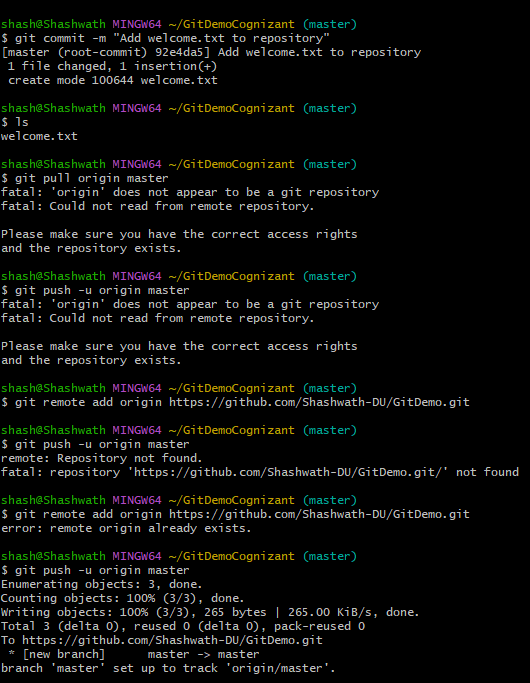 shash@Shashwath MINGW64 ~/GitDemoCognizant (master)
$ git commit -m "Add welcome.txt to repository"
[master (root-commit) 92e4da5] Add welcome.txt to repository
 1 file changed, 1 insertion(+)
 create mode 100644 welcome.txt

shash@Shashwath MINGW64 ~/GitDemoCognizant (master)
$ ls
welcome.txt

shash@Shashwath MINGW64 ~/GitDemoCognizant (master)
$ git pull origin master
fatal: 'origin' does not appear to be a git repository
fatal: Could not read from remote repository.

Please make sure you have the correct access rights
and the repository exists.

shash@Shashwath MINGW64 ~/GitDemoCognizant (master)
$ git push -u origin master
fatal: 'origin' does not appear to be a git repository
fatal: Could not read from remote repository.

Please make sure you have the correct access rights
and the repository exists.

shash@Shashwath MINGW64 ~/GitDemoCognizant (master)
$ git remote add origin https://github.com/Shashwath-DU/GitDemo.git

shash@Shashwath MINGW64 ~/GitDemoCognizant (master)
$ git push -u origin master
remote: Repository not found.
fatal: repository 'https://github.com/Shashwath-DU/GitDemo.git/' not found

shash@Shashwath MINGW64 ~/GitDemoCognizant (master)
$ git remote add origin https://github.com/Shashwath-DU/GitDemo.git
error: remote origin already exists.

shash@Shashwath MINGW64 ~/GitDemoCognizant (master)
$ git push -u origin master
Enumerating objects: 3, done.
Counting objects: 100% (3/3), done.
Writing objects: 100% (3/3), 265 bytes | 265.00 KiB/s, done.
Total 3 (delta 0), reused 0 (delta 0), pack-reused 0
To https://github.com/Shashwath-DU/GitDemo.git
 * [new branch]      master -> master
branch 'master' set up to track 'origin/master'.